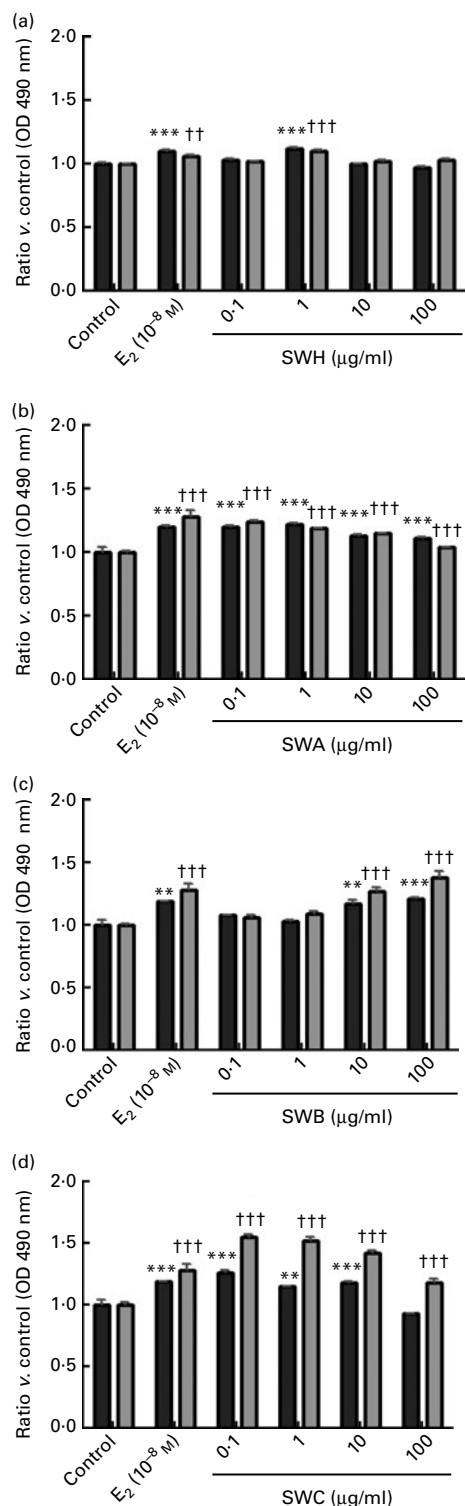 (a)
2·0
1·5
1·0
0·5
0·0
Ratio v. control (OD 490 nm)
*** ††
*** †††
Control
E₂ (10⁻⁸ M)
0·1
1
10
100
SWH (μg/ml)
(b)
2·0
1·5
1·0
0·5
0·0
Ratio v. control (OD 490 nm)
*** †††
*** †††
*** †††
*** †††
*** †††
Control
E₂ (10⁻⁸ M)
0·1
1
10
100
SWA (μg/ml)
(c)
2·0
1·5
1·0
0·5
0·0
Ratio v. control (OD 490 nm)
** †††
** †††
*** †††
Control
E₂ (10⁻⁸ M)
0·1
1
10
100
SWB (μg/ml)
(d)
2·0
1·5
1·0
0·5
0·0
Ratio v. control (OD 490 nm)
*** †††
*** †††
** †††
*** †††
†††
Control
E₂ (10⁻⁸ M)
0·1
1
10
100
SWC (μg/ml)